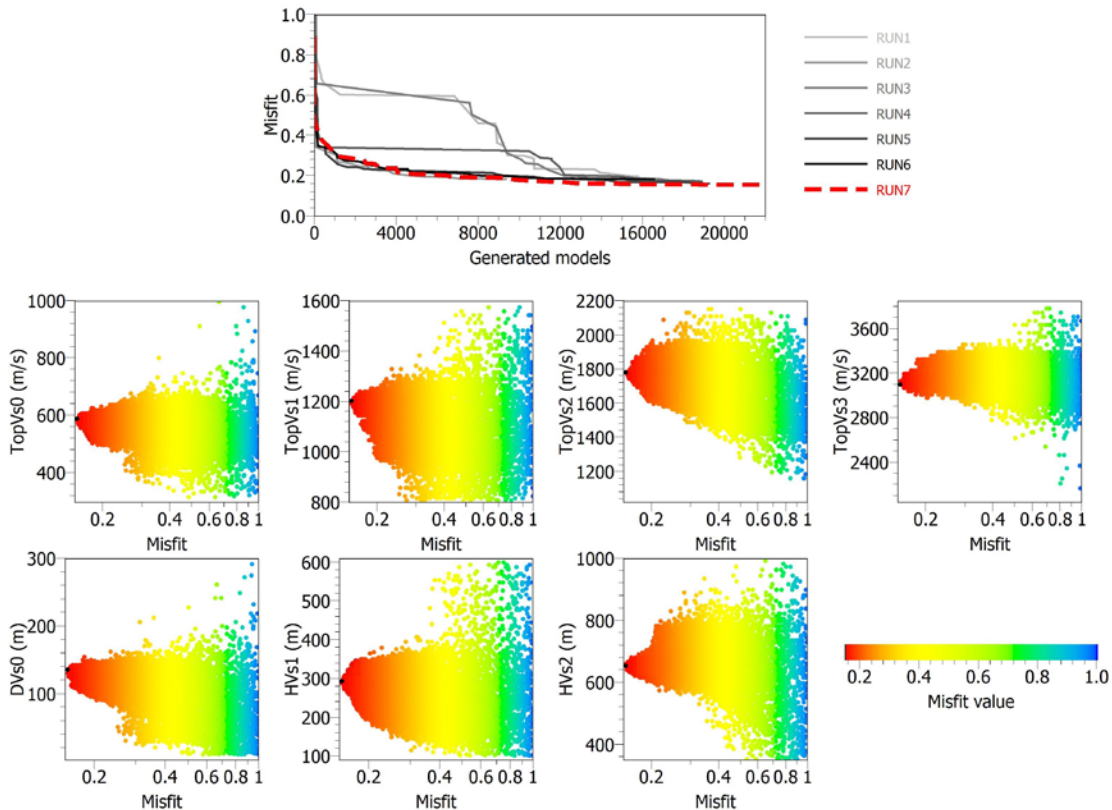 1.0
0.8
0.6
0.4
0.2
0.0
Misfit
0 4000 8000 12000 16000 20000
Generated models
RUN1
RUN2
RUN3
RUN4
RUN5
RUN6
RUN7
1000
800
600
400
TopVs0 (m/s)
0.2 0.4 0.6 0.8 1
Misfit
1600
1400
1200
1000
800
TopVs1 (m/s)
0.2 0.4 0.6 0.8 1
Misfit
2200
2000
1800
1600
1400
1200
TopVs2 (m/s)
0.2 0.4 0.6 0.8 1
Misfit
3600
3200
2800
2400
TopVs3 (m/s)
0.2 0.4 0.6 0.8 1
Misfit
300
200
100
DVs0 (m)
0.2 0.4 0.6 0.8 1
Misfit
600
500
400
300
200
100
HVs1 (m)
0.2 0.4 0.6 0.8 1
Misfit
1000
800
600
400
HVs2 (m)
0.2 0.4 0.6 0.8 1
Misfit
0.2 0.4 0.6 0.8 1.0
Misfit value